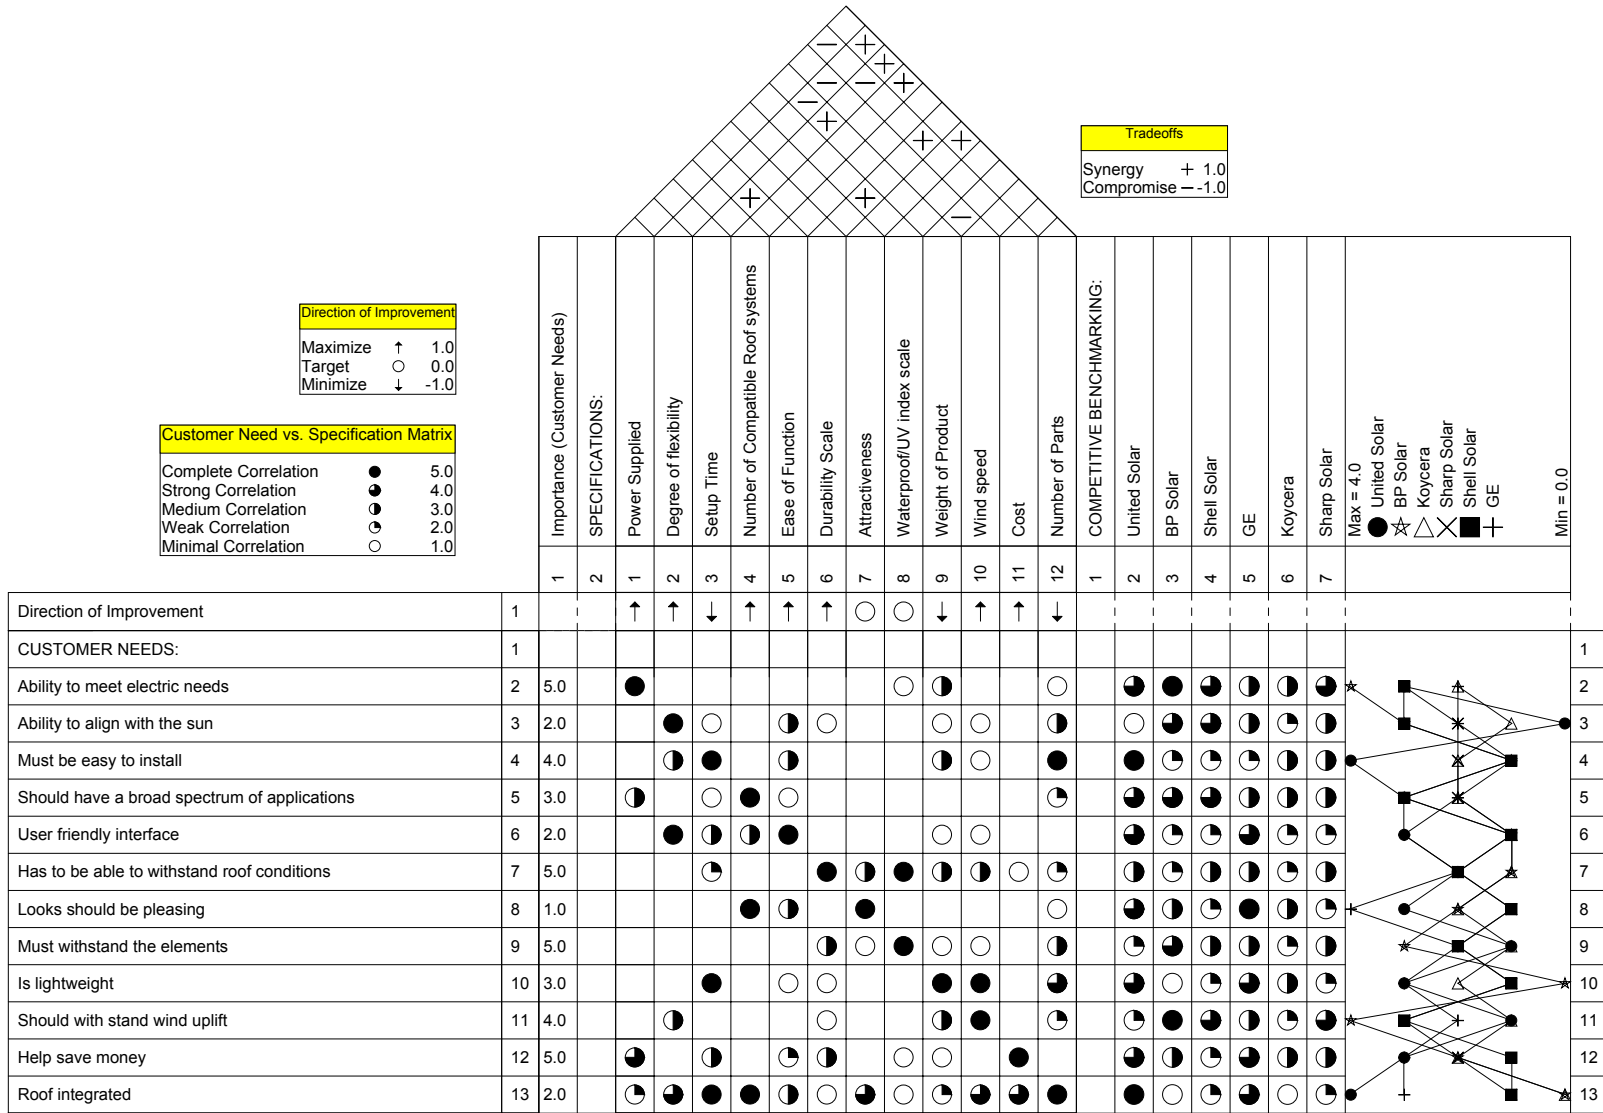 Tradeoffs
Synergy + 1.0
Compromise − -1.0
Direction of Improvement
Maximize ↑ 1.0
Target ○ 0.0
Minimize ↓ -1.0
Customer Need vs. Specification Matrix
Complete Correlation ● 5.0
Strong Correlation ◕ 4.0
Medium Correlation ◑ 3.0
Weak Correlation ◔ 2.0
Minimal Correlation ○ 1.0
Importance (Customer Needs)
SPECIFICATIONS:
Power Supplied
Degree of flexibility
Setup Time
Number of Compatible Roof systems
Ease of Function
Durability Scale
Attractiveness
Waterproof/UV index scale
Weight of Product
Wind speed
Cost
Number of Parts
COMPETITIVE BENCHMARKING:
United Solar
BP Solar
Shell Solar
GE
Koycera
Sharp Solar
Max = 4.0
United Solar
BP Solar
Koycera
Sharp Solar
Shell Solar
GE
Min = 0.0
1 2 1 2 3 4 5 6 7 8 9 10 11 12 1 2 3 4 5 6 7
Direction of Improvement 1
CUSTOMER NEEDS: 1 1
Ability to meet electric needs 2 5.0 2
Ability to align with the sun 3 2.0 3
Must be easy to install 4 4.0 4
Should have a broad spectrum of applications 5 3.0 5
User friendly interface 6 2.0 6
Has to be able to withstand roof conditions 7 5.0 7
Looks should be pleasing 8 1.0 8
Must withstand the elements 9 5.0 9
Is lightweight 10 3.0 10
Should with stand wind uplift 11 4.0 11
Help save money 12 5.0 12
Roof integrated 13 2.0 13